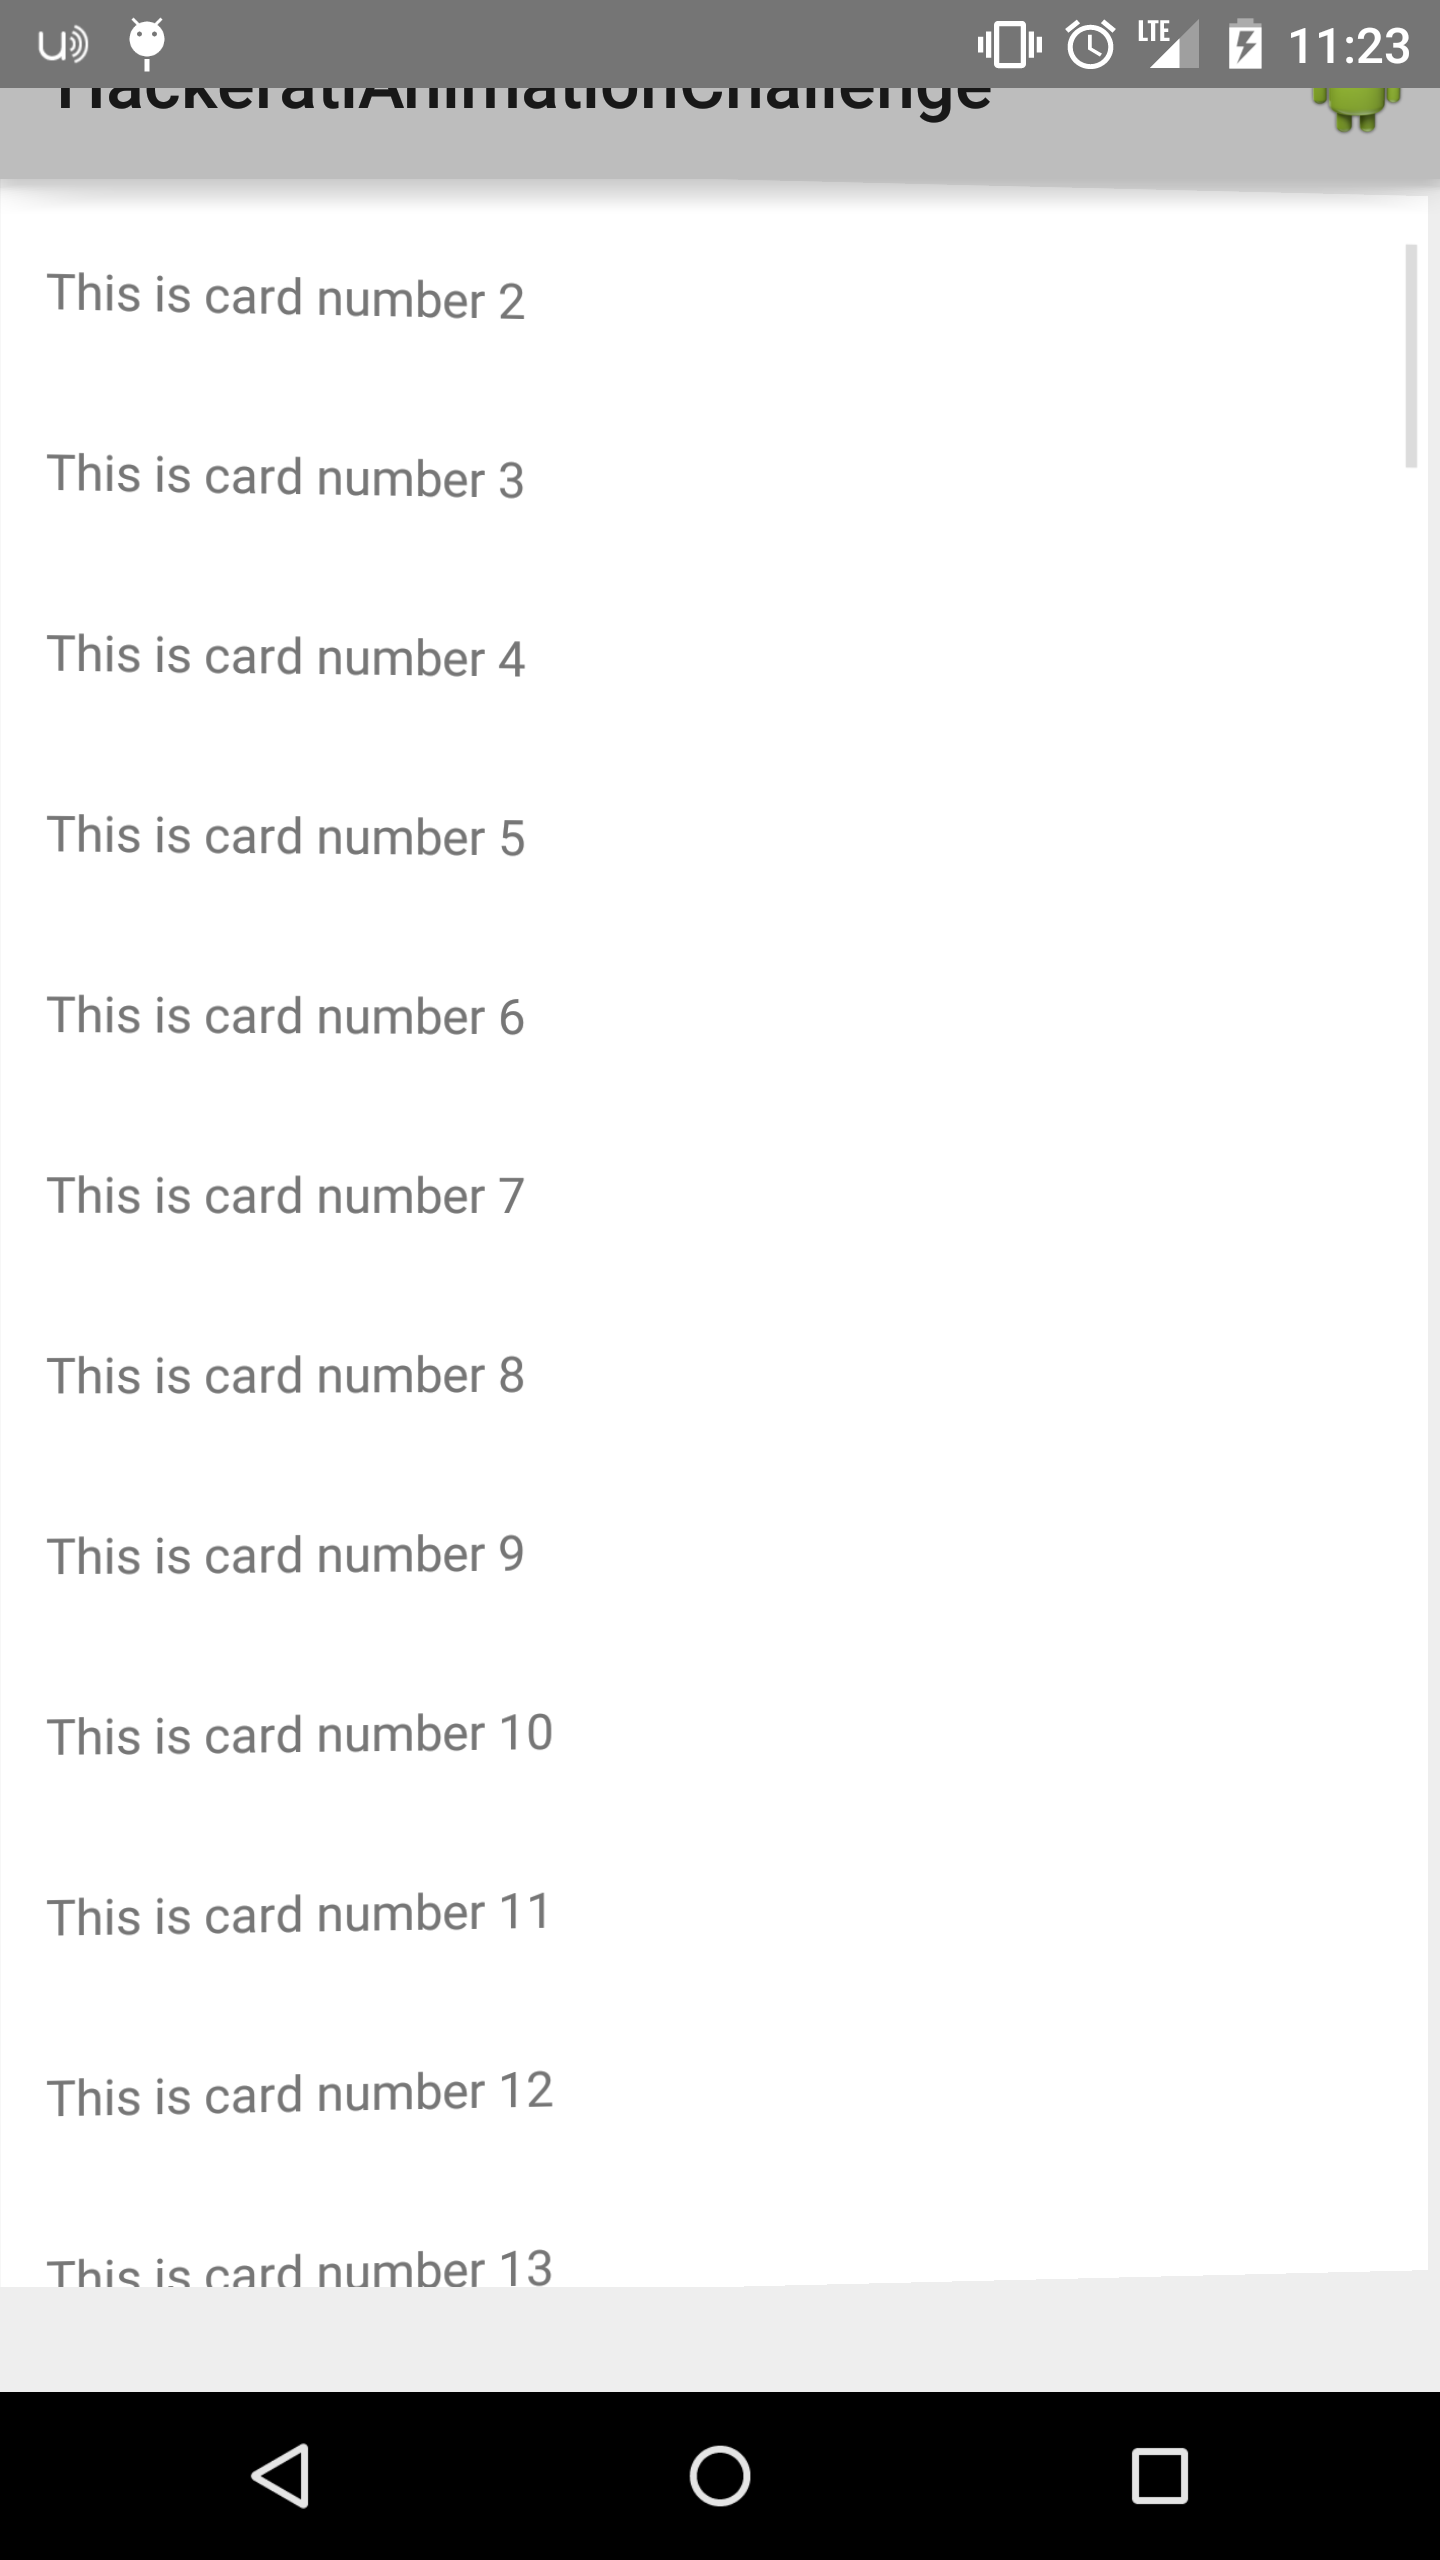 LTE 11:23
HackeratiAnimationChallenge
This is card number 2
This is card number 3
This is card number 4
This is card number 5
This is card number 6
This is card number 7
This is card number 8
This is card number 9
This is card number 10
This is card number 11
This is card number 12
This is card number 13